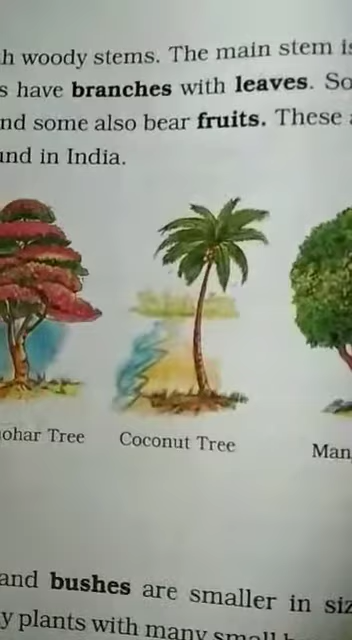 h woody stems. The main stem is
s have branches with leaves. So
nd some also bear fruits. These a
und in India.
ohar Tree
Coconut Tree
Man
and bushes are smaller in siz
y plants with many small